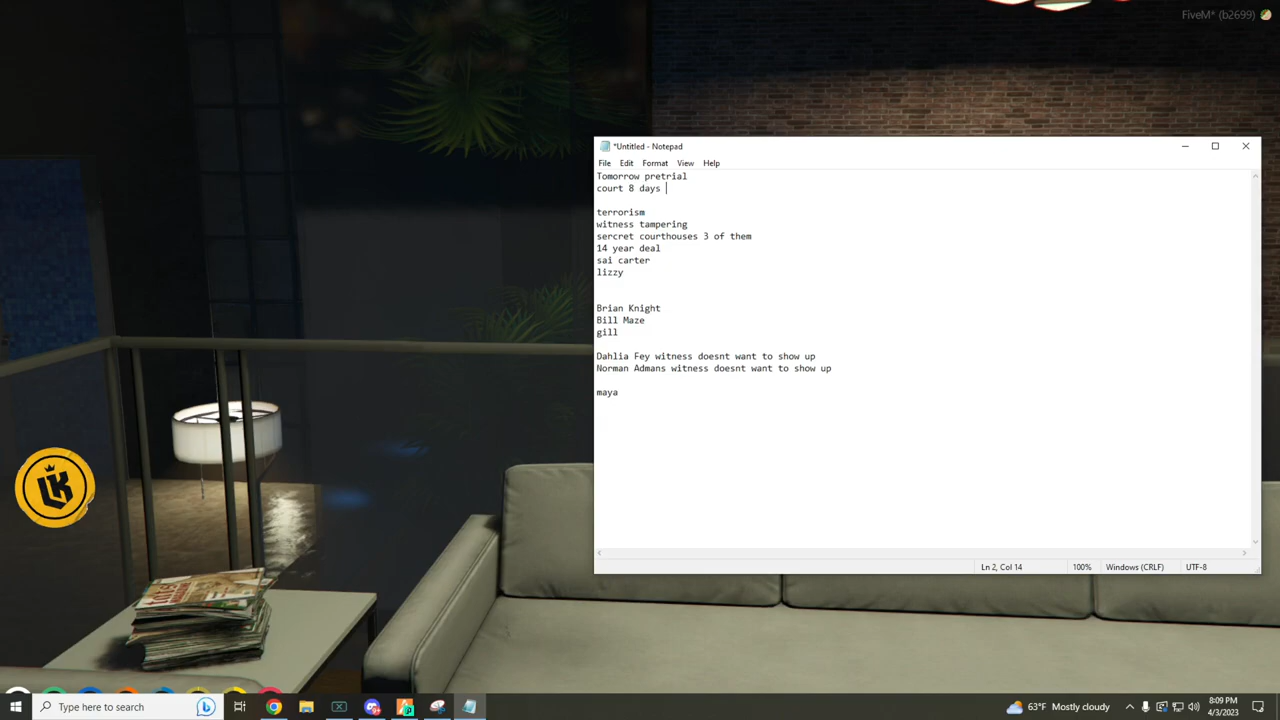 FiveM* (b2699)
*Untitled - Notepad
File Edit Format View Help
Tomorrow pretrial
court 8 days
terrorism
witness tampering
sercret courthouses 3 of them
14 year deal
sai carter
lizzy
Brian Knight
Bill Maze
gill
Dahlia Fey witness doesnt want to show up
Norman Admans witness doesnt want to show up
maya
LK
Ln 2, Col 14 100% Windows (CRLF) UTF-8
Type here to search 63°F Mostly cloudy 8:09 PM
4/3/2023